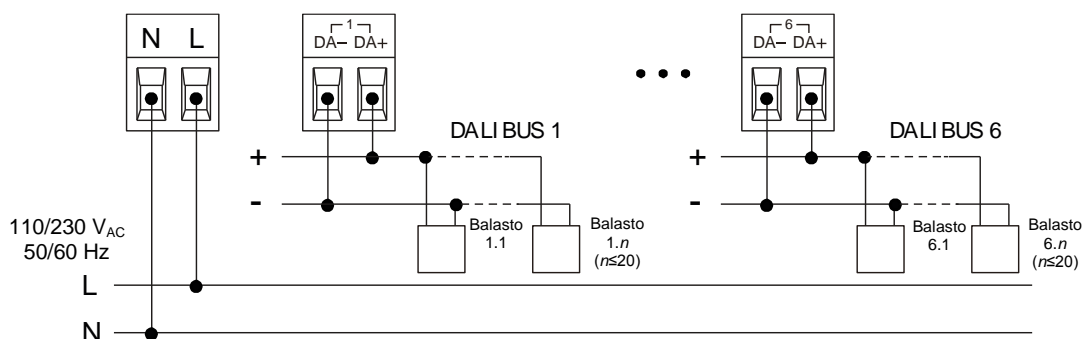 N L
1
DA– DA+
6
DA– DA+
DALI BUS 1
DALI BUS 6
+
-
+
-
Balasto
1.1
Balasto
1.n
(n≤20)
Balasto
6.1
Balasto
6.n
(n≤20)
110/230 VAC
50/60 Hz
L
N